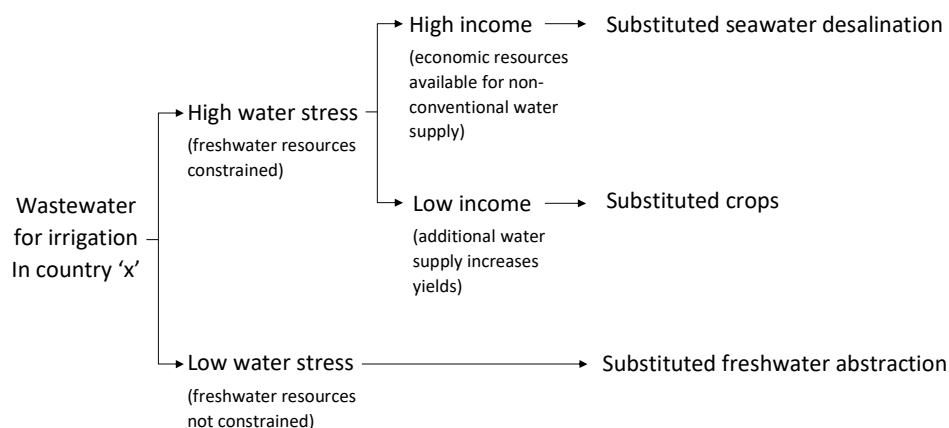 Wastewater
for irrigation
In country ‘x’
High water stress
(freshwater resources
constrained)
High income
(economic resources
available for non-
conventional water
supply)
Substituted seawater desalination
Low income
(additional water
supply increases
yields)
Substituted crops
Low water stress
(freshwater resources
not constrained)
Substituted freshwater abstraction